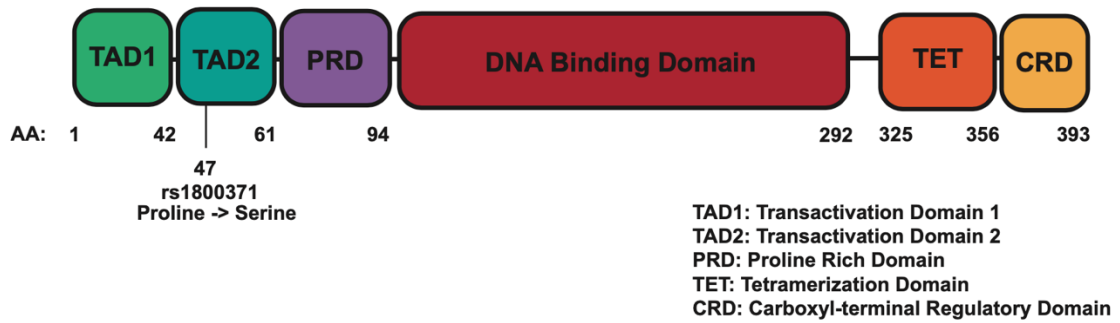 TAD1 TAD2 PRD DNA Binding Domain TET CRD
AA: 1 42 61 94 292 325 356 393
47
rs1800371
Proline -> Serine
TAD1: Transactivation Domain 1
TAD2: Transactivation Domain 2
PRD: Proline Rich Domain
TET: Tetramerization Domain
CRD: Carboxyl-terminal Regulatory Domain